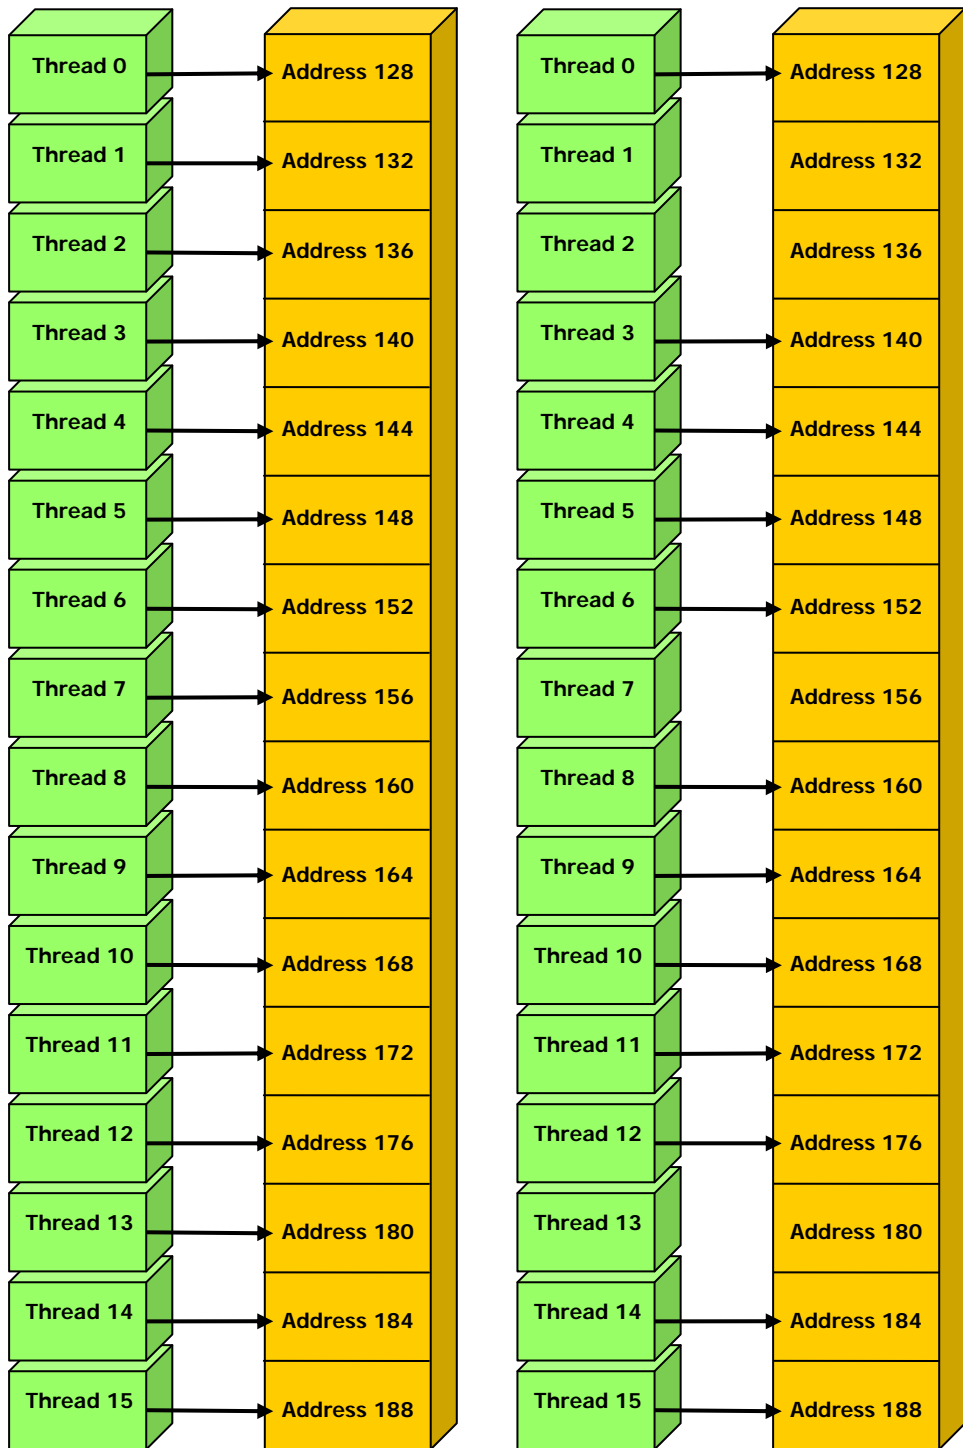 Thread 0 Address 128 Thread 0 Address 128
Thread 1 Address 132 Thread 1 Address 132
Thread 2 Address 136 Thread 2 Address 136
Thread 3 Address 140 Thread 3 Address 140
Thread 4 Address 144 Thread 4 Address 144
Thread 5 Address 148 Thread 5 Address 148
Thread 6 Address 152 Thread 6 Address 152
Thread 7 Address 156 Thread 7 Address 156
Thread 8 Address 160 Thread 8 Address 160
Thread 9 Address 164 Thread 9 Address 164
Thread 10 Address 168 Thread 10 Address 168
Thread 11 Address 172 Thread 11 Address 172
Thread 12 Address 176 Thread 12 Address 176
Thread 13 Address 180 Thread 13 Address 180
Thread 14 Address 184 Thread 14 Address 184
Thread 15 Address 188 Thread 15 Address 188